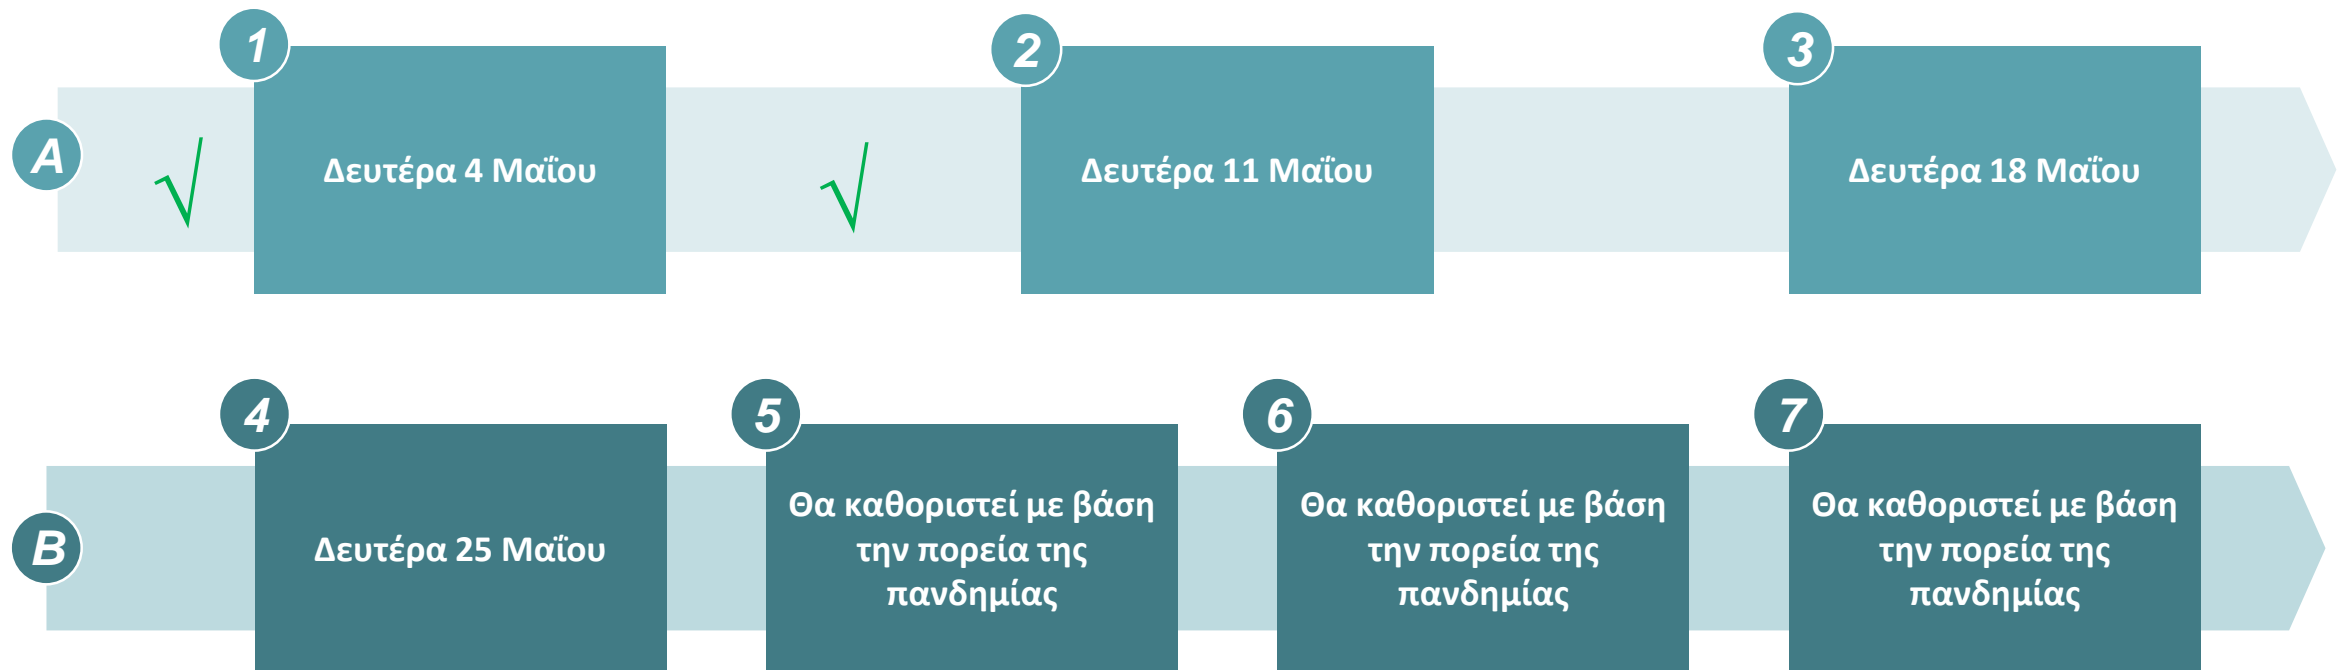 1
2
3
A
√
Δευτέρα 4 Μαΐου
√
Δευτέρα 11 Μαΐου
Δευτέρα 18 Μαΐου
4
5
6
7
B
Δευτέρα 25 Μαΐου
Θα καθοριστεί με βάση
την πορεία της
πανδημίας
Θα καθοριστεί με βάση
την πορεία της
πανδημίας
Θα καθοριστεί με βάση
την πορεία της
πανδημίας